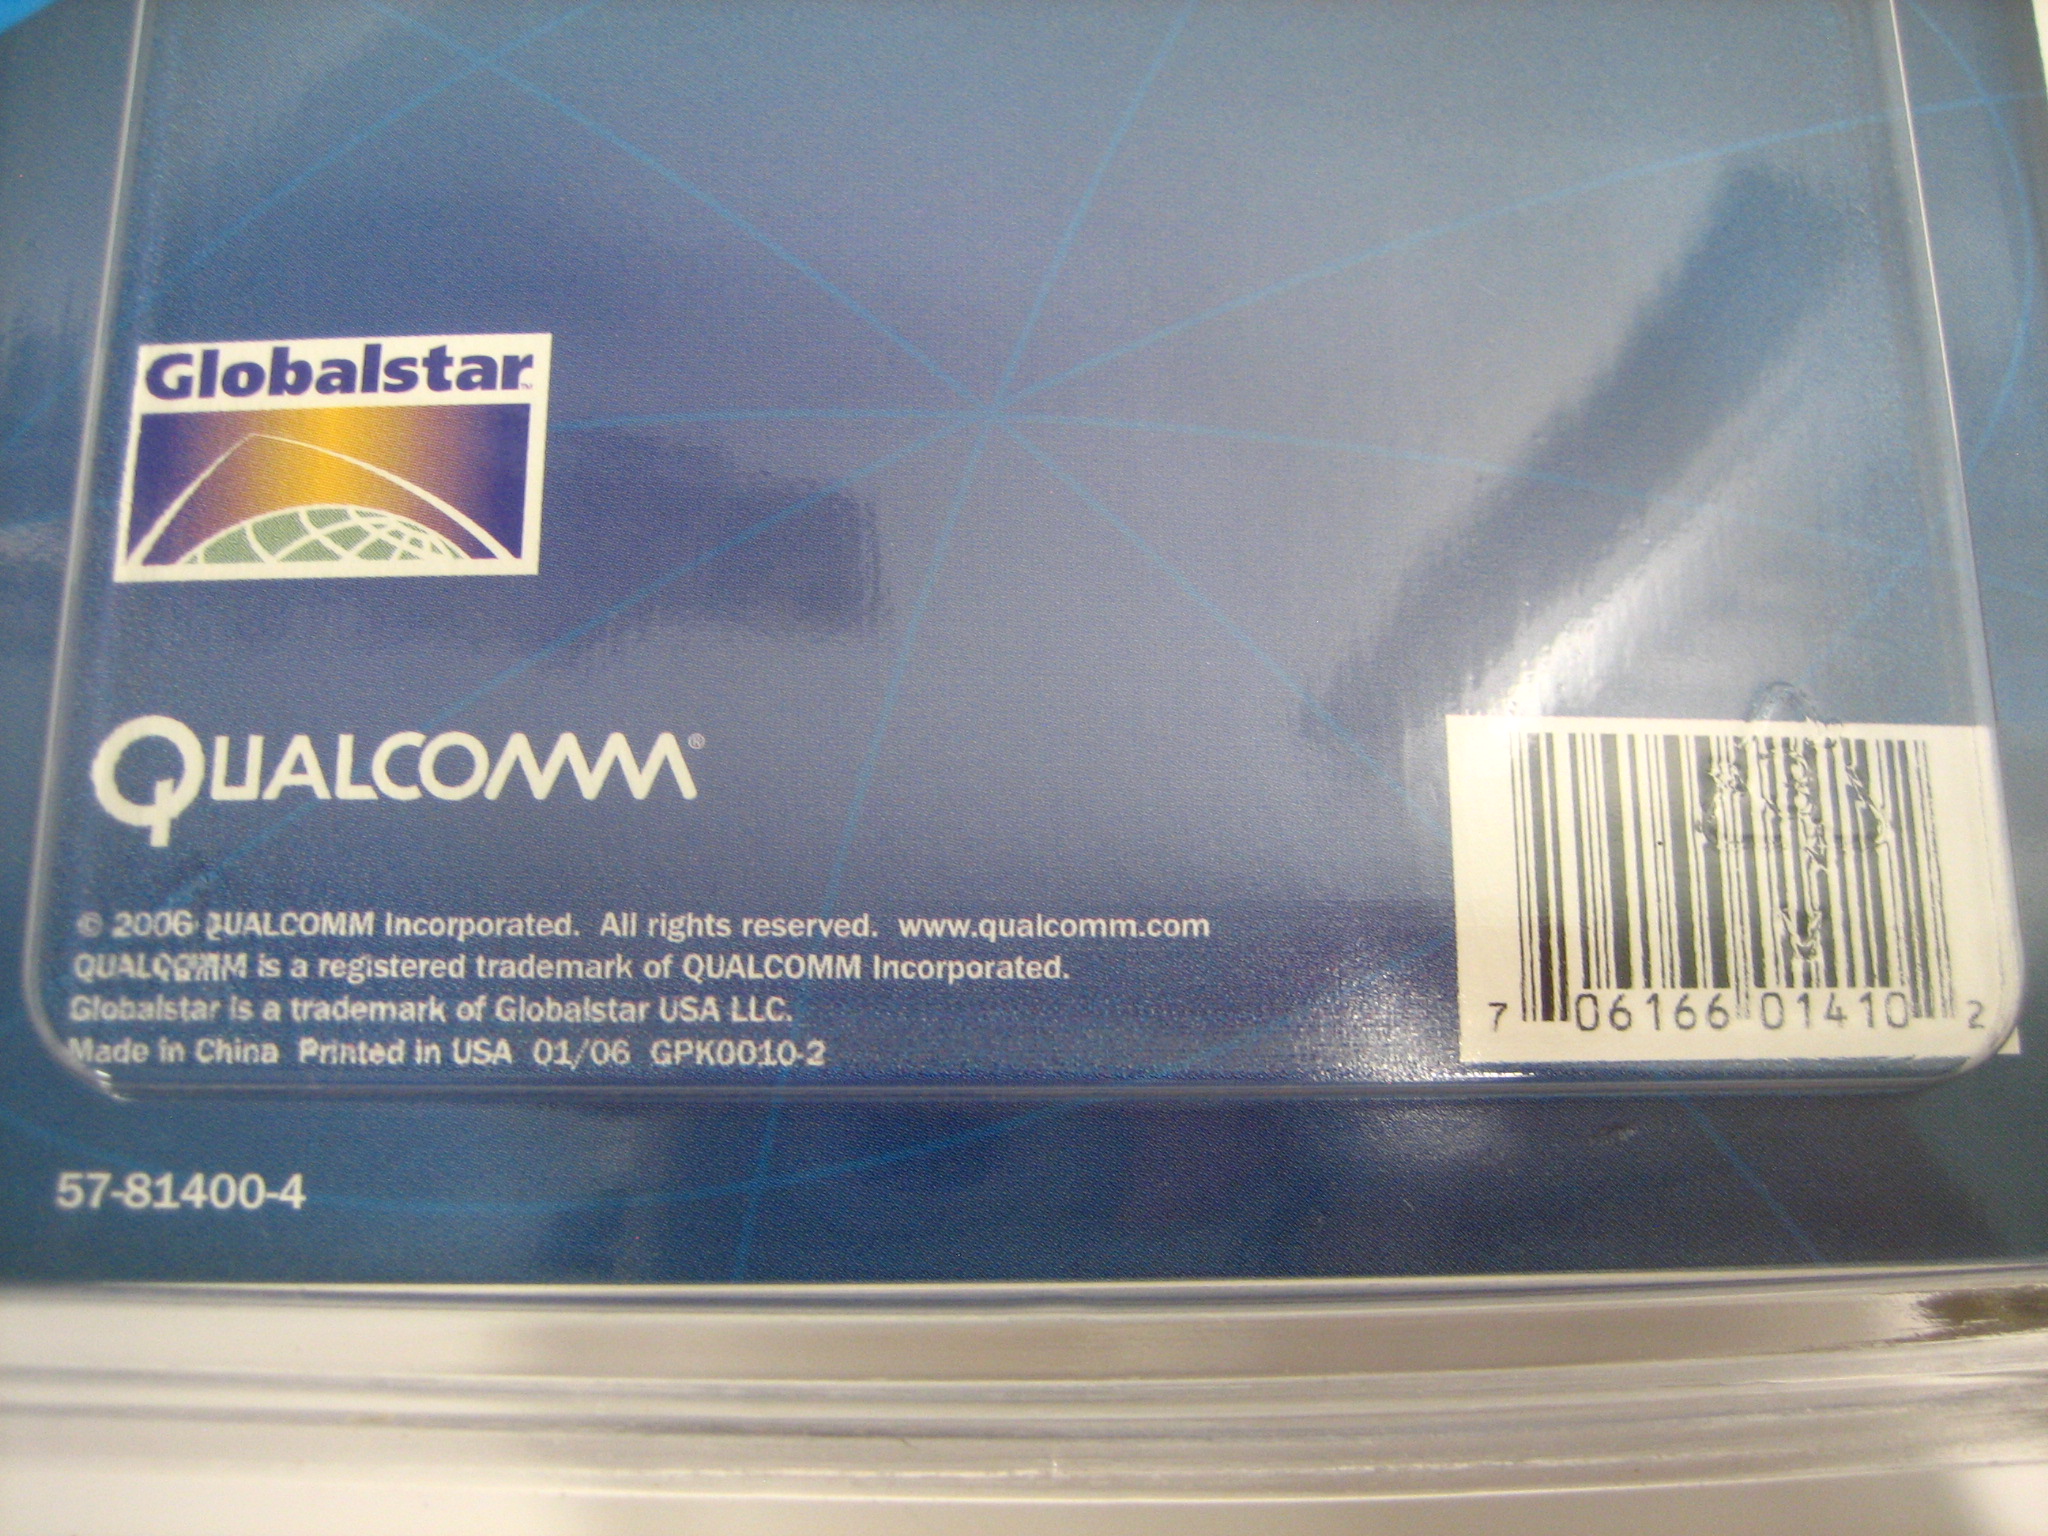 Globalstar™
QUALCOMM®
© 2006 QUALCOMM Incorporated. All rights reserved. www.qualcomm.com
QUALCOMM is a registered trademark of QUALCOMM Incorporated.
Globalstar is a trademark of Globalstar USA LLC.
Made in China Printed in USA 01/06 GPK0010-2
7 06166 01410 2
57-81400-4